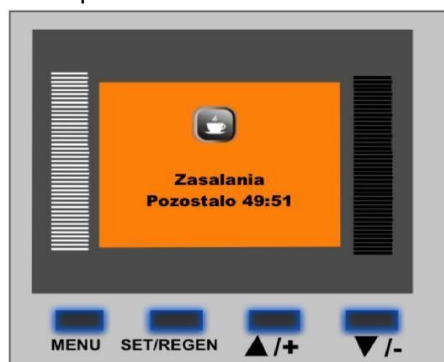 Zasalania
Pozostalo 49:51
MENU SET/REGEN ▲/+ ▼/-